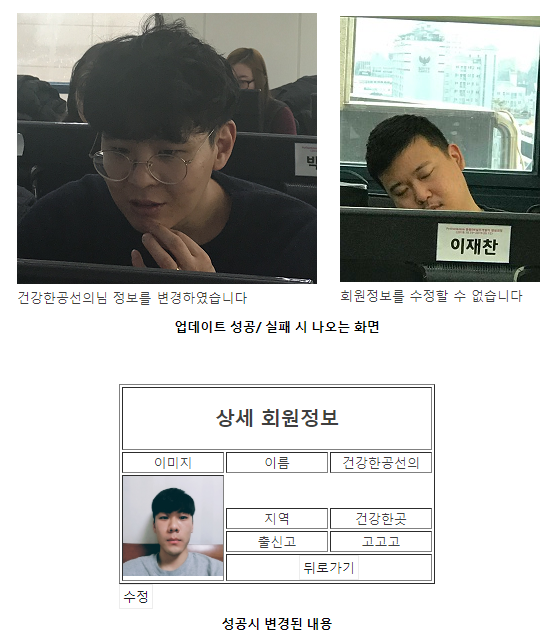 박
이재찬
건강한공선의님 정보를 변경하였습니다
회원정보를 수정할 수 없습니다
업데이트 성공/ 실패 시 나오는 화면
상세 회원정보
이미지 이름 건강한공선의
지역 건강한곳
출신고 고고고
뒤로가기
수정
성공시 변경된 내용